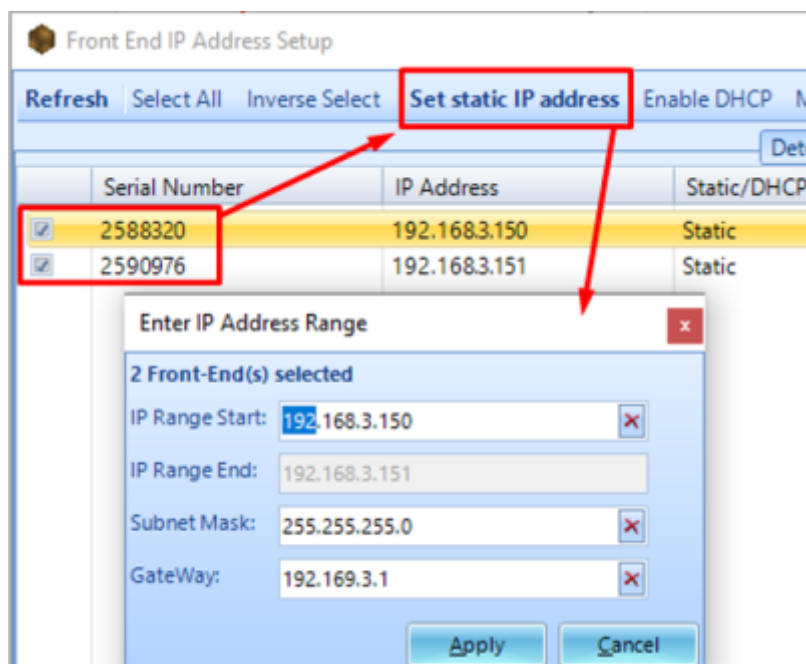 Front End IP Address Setup
Refresh Select All Inverse Select Set static IP address Enable DHCP
Serial Number IP Address Static/DHCP
2588320 192.168.3.150 Static
2590976 192.168.3.151 Static
Enter IP Address Range
2 Front-End(s) selected
IP Range Start: 192.168.3.150
IP Range End: 192.168.3.151
Subnet Mask: 255.255.255.0
GateWay: 192.169.3.1
Apply Cancel